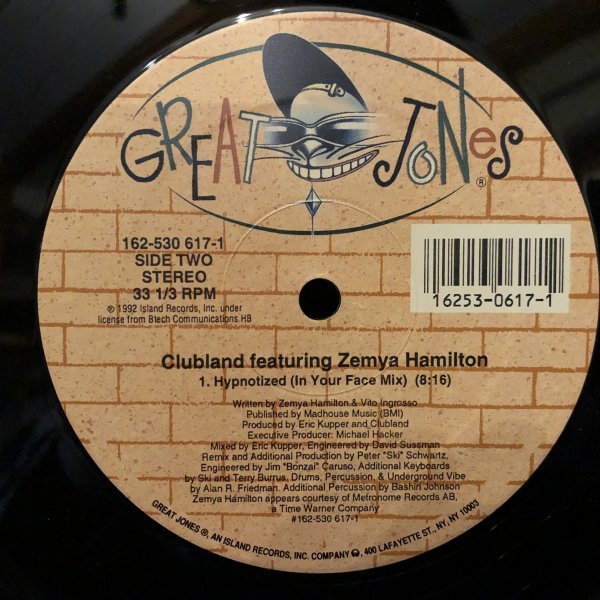 GREAT JONES ®
162-530 617-1
SIDE TWO
STEREO
33 1/3 RPM
℗ 1992 Island Records, Inc. under
license from Btech Communications HB
16253-0617-1
Clubland featuring Zemya Hamilton
1. Hypnotized (In Your Face Mix) (8:16)
Written by Zemya Hamilton & Vito Ingrosso
Published by Madhouse Music (BMI)
Produced by Eric Kupper and Clubland
Executive Producer: Michael Hacker
Mixed by Eric Kupper, Engineered by David Sussman
Remix and Additional Production by Peter "Ski" Schwartz,
Engineered by Jim "Bonzai" Caruso, Additional Keyboards
by Ski and Terry Burrus, Drums, Percussion, & Underground Vibe
by Alan R. Friedman. Additional Percussion by Bashiri Johnson
Zemya Hamilton appears courtesy of Metronome Records AB,
a Time Warner Company
#162-530 617-1
GREAT JONES ®, AN ISLAND RECORDS, INC. COMPANY, 400 LAFAYETTE ST., NY, NY 10003